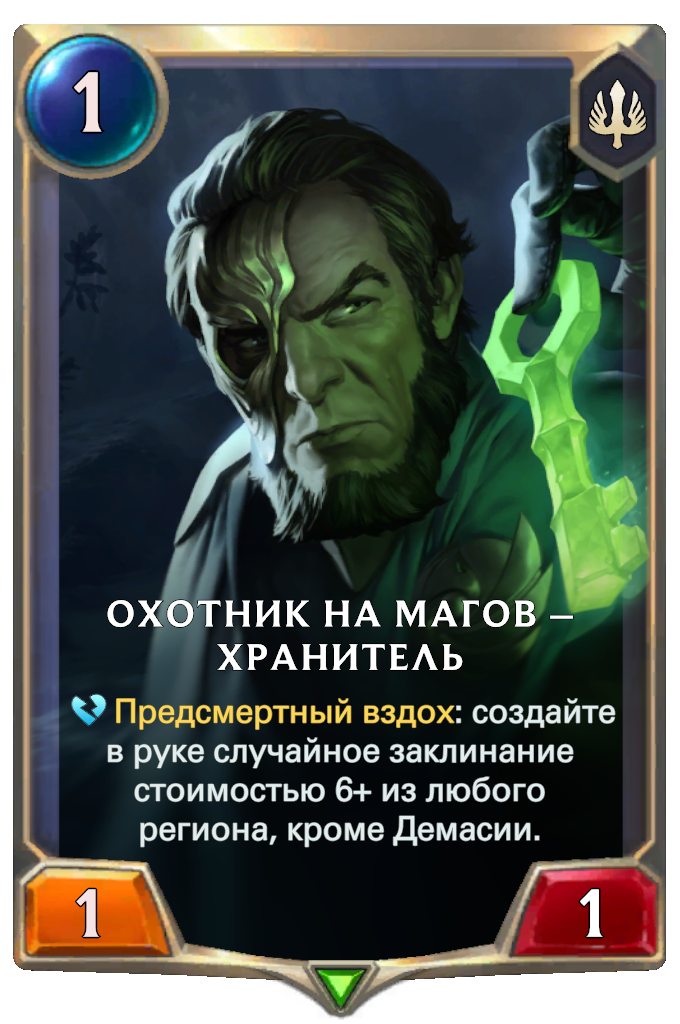 1
ОХОТНИК НА МАГОВ –
ХРАНИТЕЛЬ
Предсмертный вздох: создайте
в руке случайное заклинание
стоимостью 6+ из любого
региона, кроме Демасии.
1
1